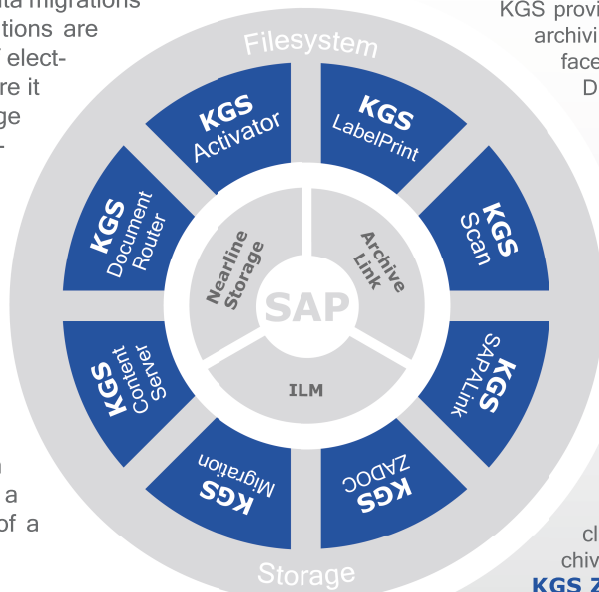 ta migrations
tions are
elect-
re it
ge
-
KGS provi
archivi
face
D
Filesystem
KGS
Activator
KGS
LabelPrint
KGS
Scan
KGS
SAPALink
KGS
ZADOC
KGS
Migration
KGS
Content
Server
KGS
Document
Router
Nearline
Storage
Archive
Link
SAP
ILM
a
of a
Storage
cl
chiv
KGS Z